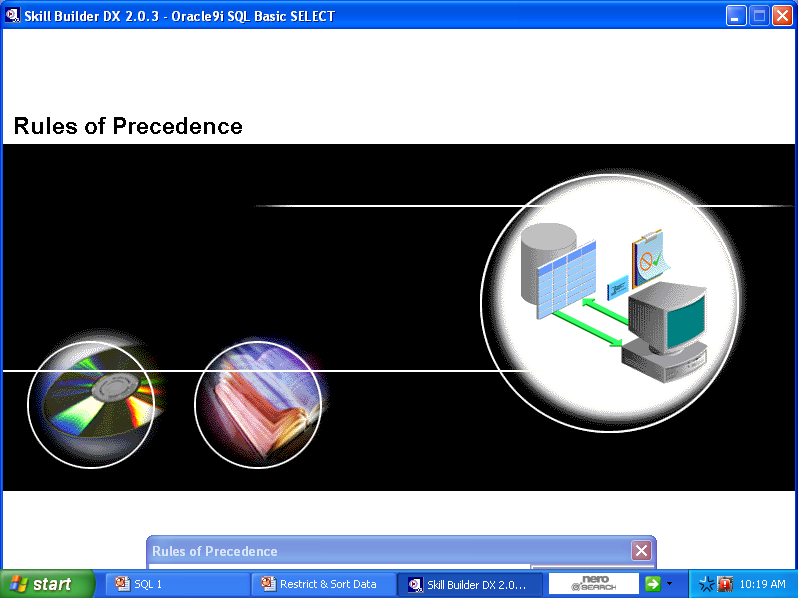 Skill Builder DX 2.0.3 - Oracle9i SQL Basic SELECT
Rules of Precedence
Rules of Precedence
start
SQL 1
Restrict & Sort Data
Skill Builder DX 2.0...
nero
@SEARCH
10:19 AM